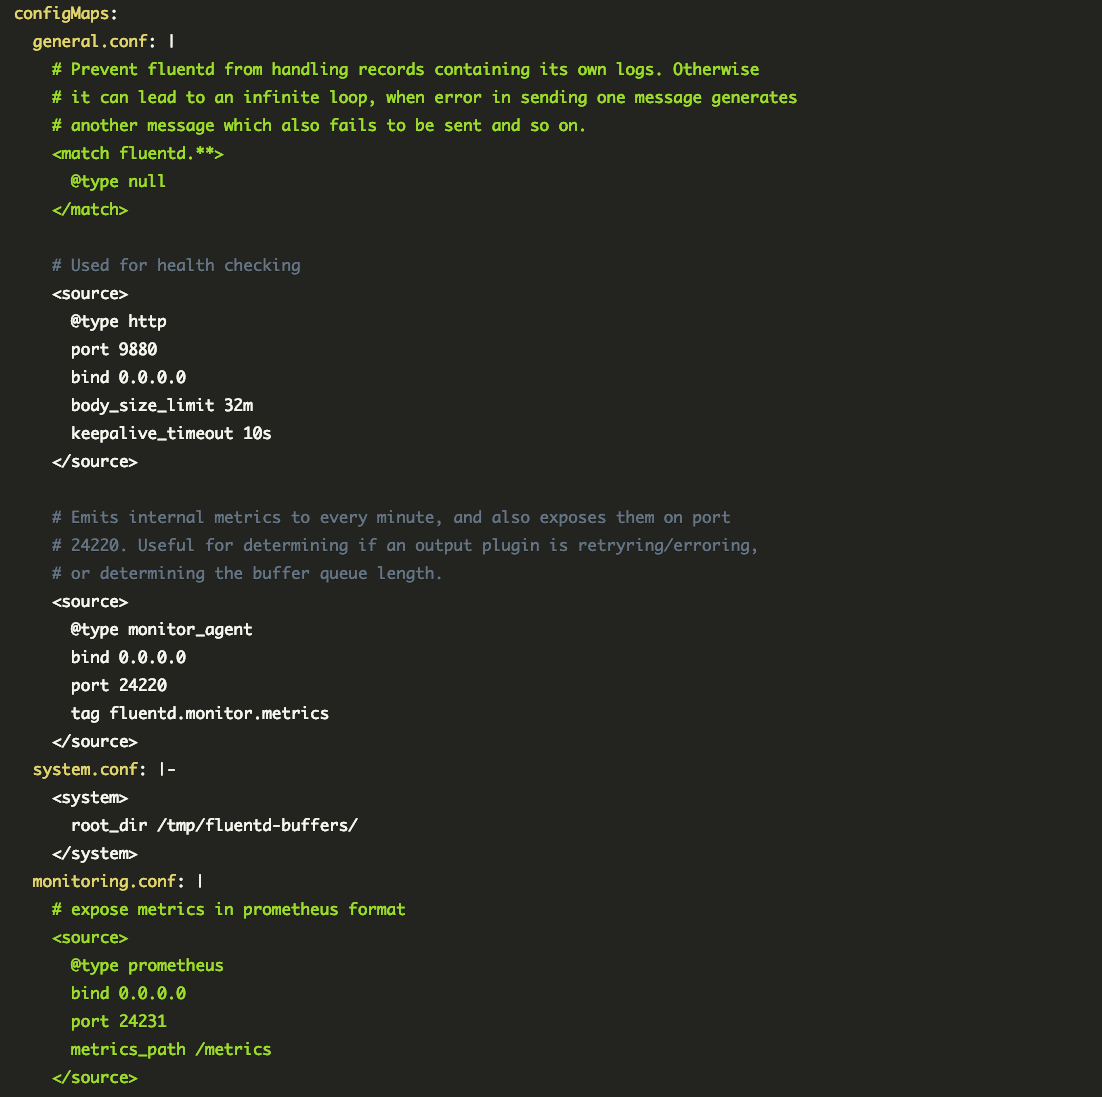 configMaps:
  general.conf: |
    # Prevent fluentd from handling records containing its own logs. Otherwise
    # it can lead to an infinite loop, when error in sending one message generates
    # another message which also fails to be sent and so on.
    <match fluentd.**>
      @type null
    </match>

    # Used for health checking
    <source>
      @type http
      port 9880
      bind 0.0.0.0
      body_size_limit 32m
      keepalive_timeout 10s
    </source>

    # Emits internal metrics to every minute, and also exposes them on port
    # 24220. Useful for determining if an output plugin is retryring/erroring,
    # or determining the buffer queue length.
    <source>
      @type monitor_agent
      bind 0.0.0.0
      port 24220
      tag fluentd.monitor.metrics
    </source>
  system.conf: |-
    <system>
      root_dir /tmp/fluentd-buffers/
    </system>
  monitoring.conf: |
    # expose metrics in prometheus format
    <source>
      @type prometheus
      bind 0.0.0.0
      port 24231
      metrics_path /metrics
    </source>